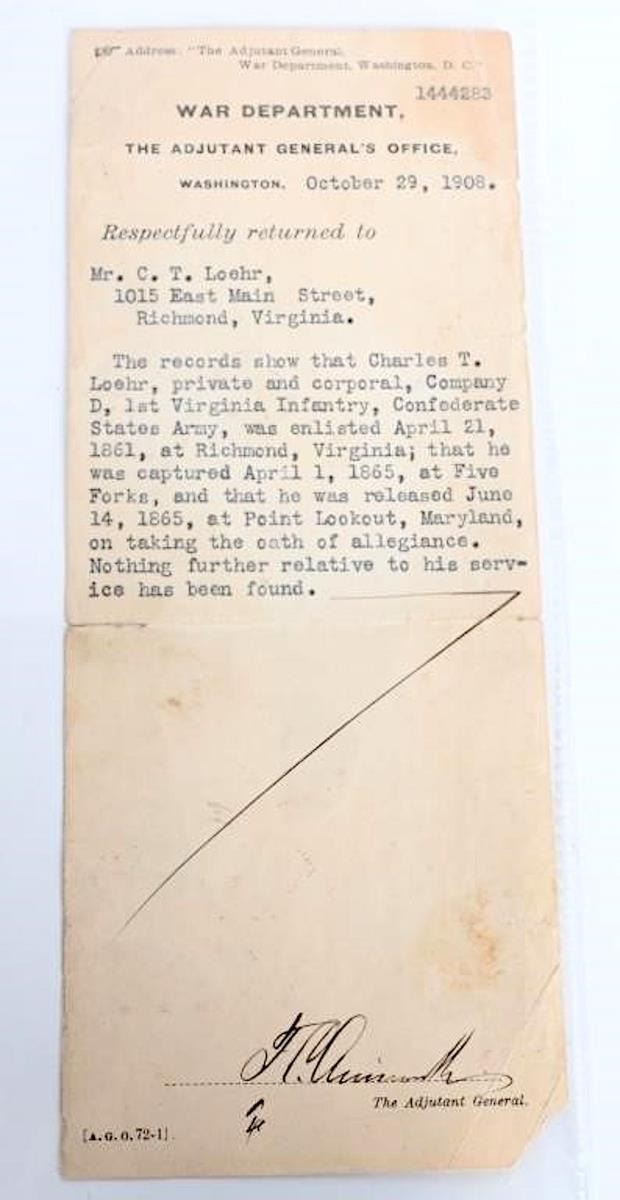 ☞ Address: "The Adjutant General,
War Department, Washington, D. C."
1444283
WAR DEPARTMENT,
THE ADJUTANT GENERAL'S OFFICE,
WASHINGTON, October 29, 1908.
Respectfully returned to
Mr. C. T. Loehr,
1015 East Main Street,
Richmond, Virginia.
The records show that Charles T.
Loehr, private and corporal, Company
D, 1st Virginia Infantry, Confederate
States Army, was enlisted April 21,
1861, at Richmond, Virginia; that he
was captured April 1, 1865, at Five
Forks, and that he was released June
14, 1865, at Point Lookout, Maryland,
on taking the oath of allegiance.
Nothing further relative to his serv-
ice has been found.
F C Ainsworth
The Adjutant General.
[A. G. O. 72-1]